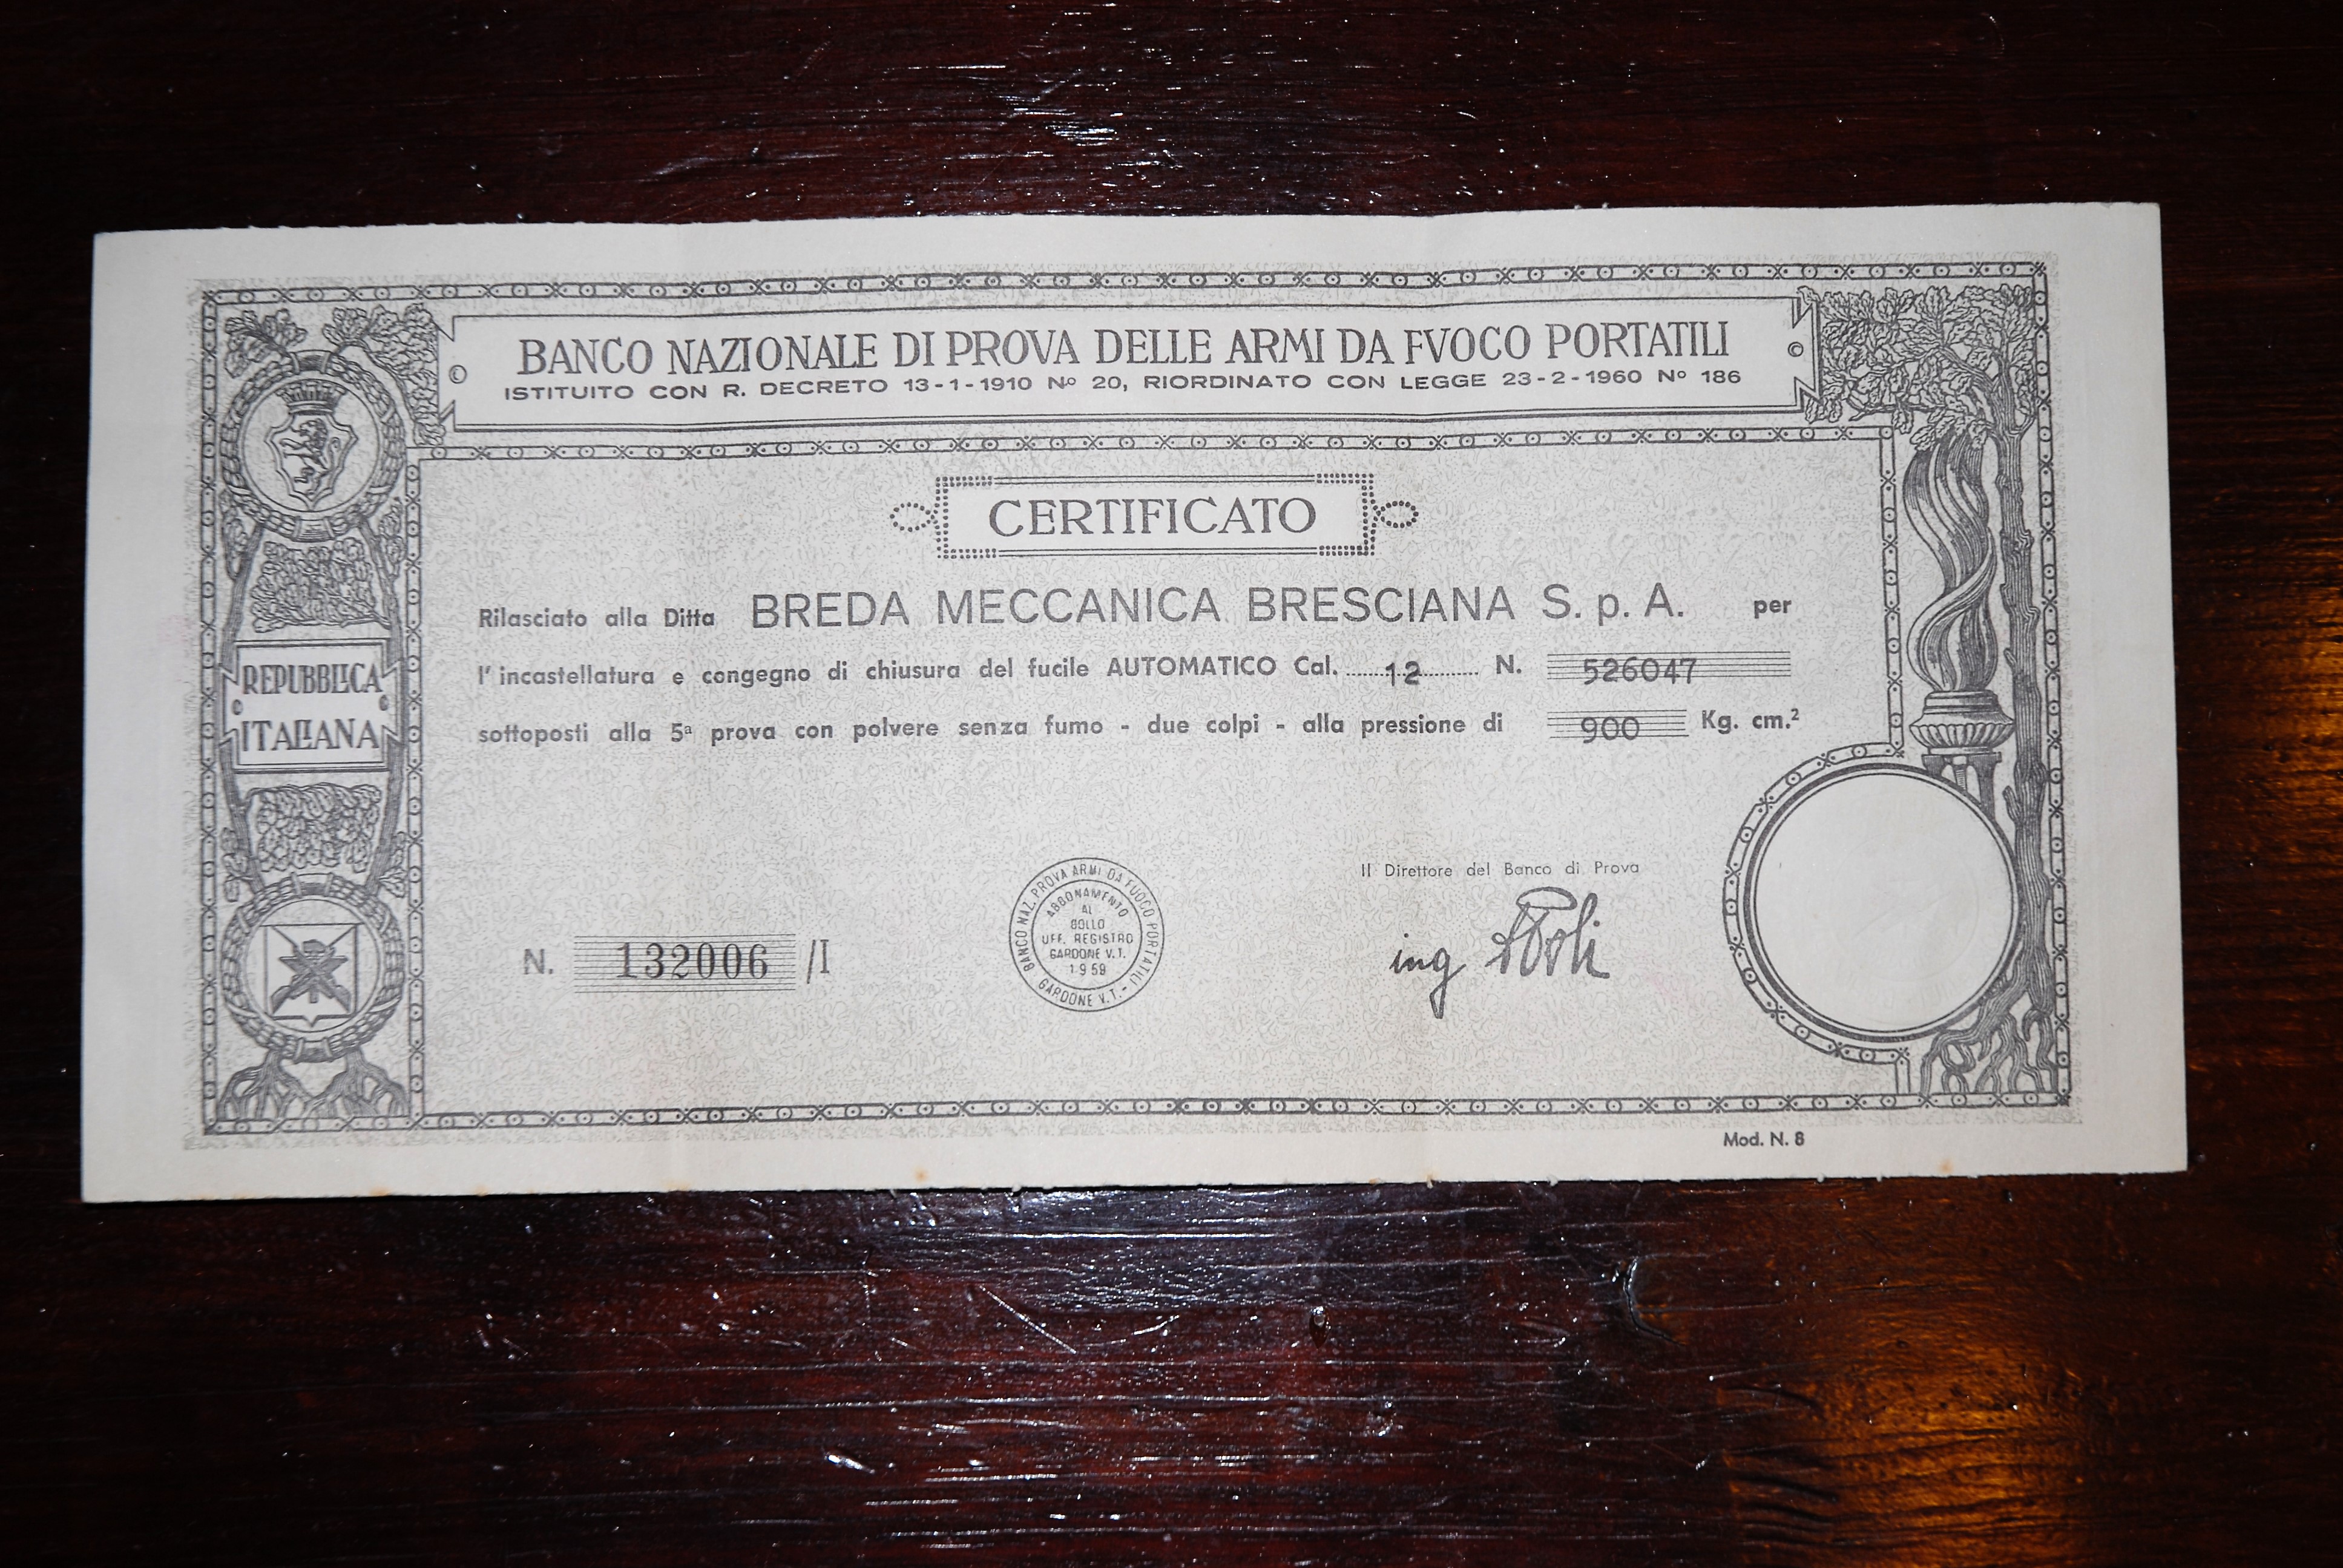 BANCO NAZIONALE DI PROVA DELLE ARMI DA FVOCO PORTATILI
ISTITUITO CON R. DECRETO 13-1-1910 Nº 20, RIORDINATO CON LEGGE 23-2-1960 Nº 186
CERTIFICATO
Rilasciato alla Ditta BREDA MECCANICA BRESCIANA S. p. A. per
l'incastellatura e congegno di chiusura del fucile AUTOMATICO Cal. 12 N. 526047
sottoposti alla 5ª prova con polvere senza fumo - due colpi - alla pressione di 900 Kg. cm.²
REPUBBLICA
ITALIANA
Il Direttore del Banco di Prova
ing
N. 132006 /I
BANCO NAZ. PROVA ARMI DA FUOCO PORTATILI
GARDONE V.T. -
ABBONAMENTO
AL
BOLLO
UFF. REGISTRO
GARDONE V.T.
1959
Mod. N. 8